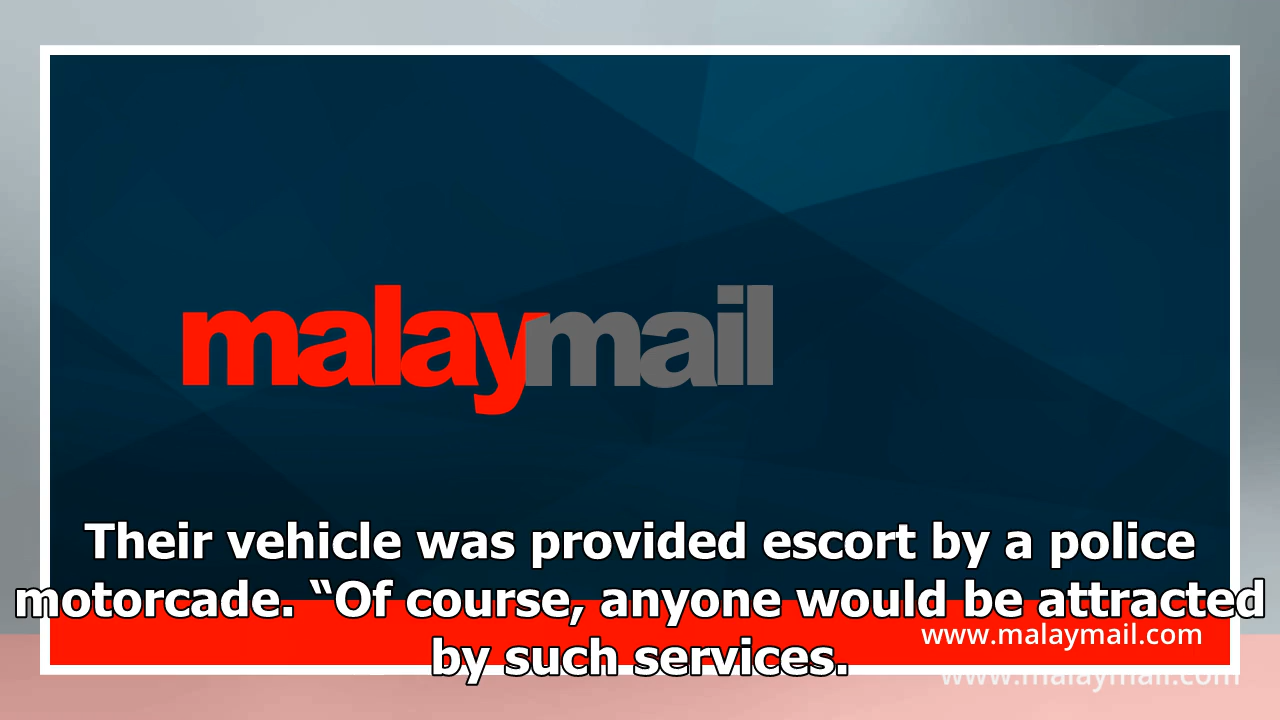 malaymail
Their vehicle was provided escort by a police
motorcade. “Of course, anyone would be attracted
www.malaymail.com
by such services.
www.malaymail.com